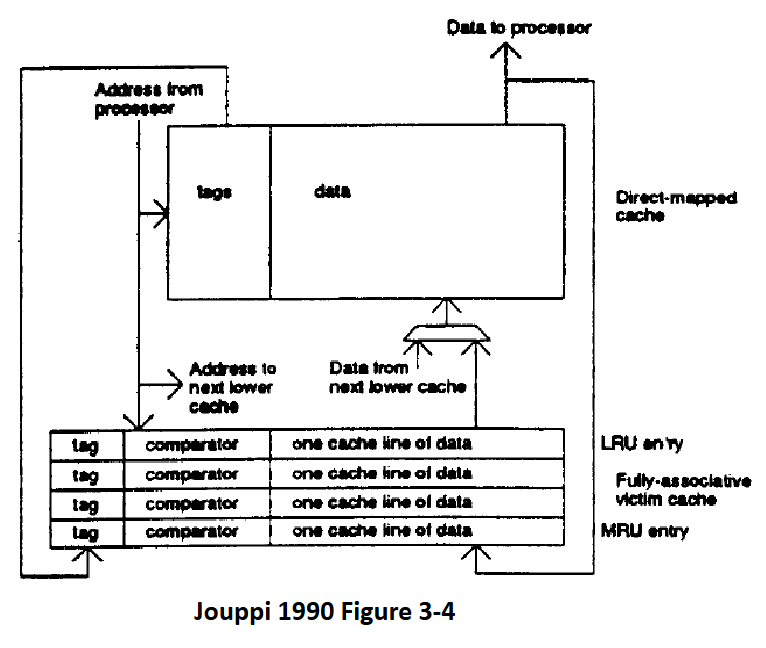 Data to processor
Address from
processor
tags
data
Direct-mapped
cache
Address to
next lower
cache
Data from
next lower cache
tag comparator one cache line of data LRU entry
tag comparator one cache line of data
Fully-associative
victim cache
tag comparator one cache line of data
tag comparator one cache line of data MRU entry
Jouppi 1990 Figure 3-4